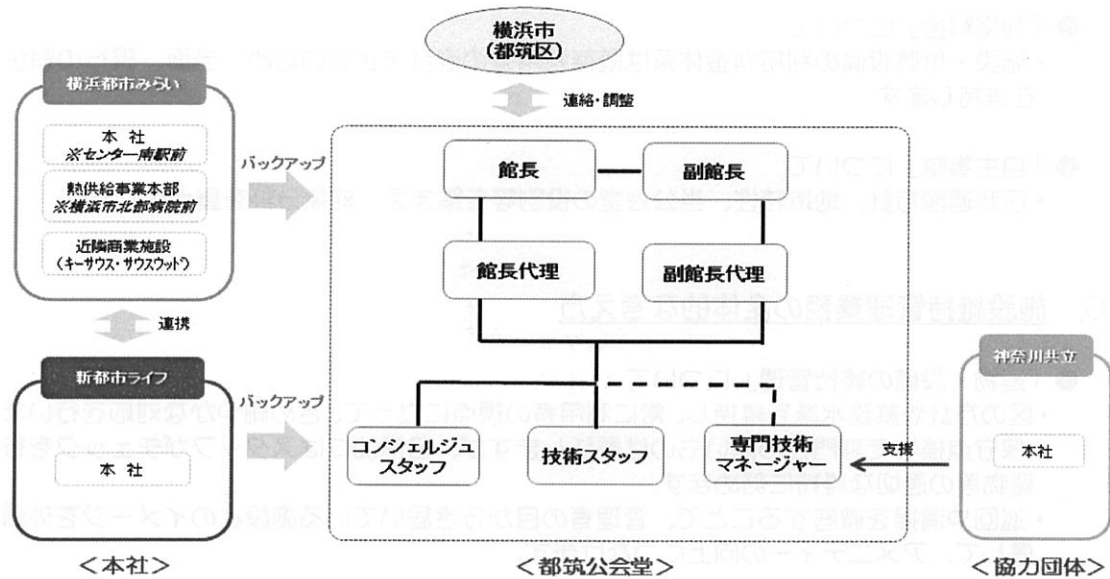 横浜市
(都筑区)
連絡・調整
横浜都市みらい
本 社
※センター南駅前
熱供給事業本部
※横浜市北部病院前
近隣商業施設
(キーサウス・サウスウッド)
バックアップ
連携
新都市ライフ
本 社
バックアップ
館長
副館長
館長代理
副館長代理
コンシェルジュ
スタッフ
技術スタッフ
専門技術
マネージャー
支援
神奈川共立
本社
<本社>
<都筑公会堂>
<協力団体>